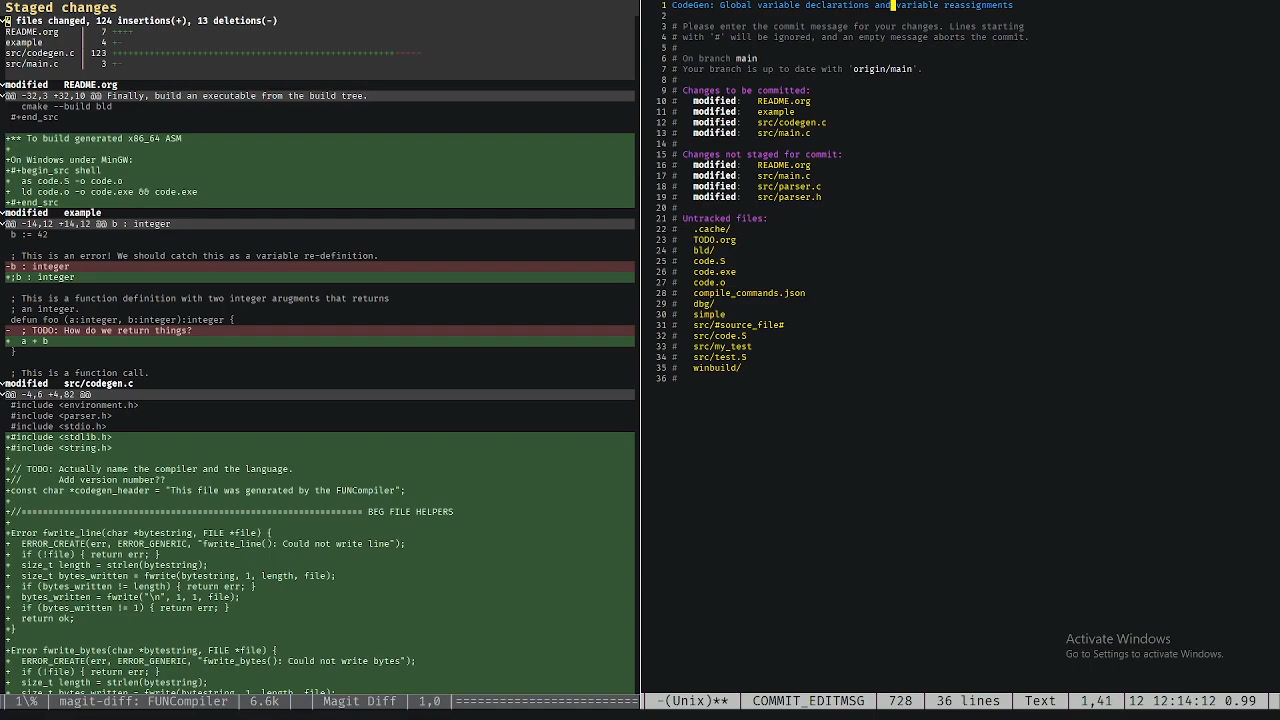 Staged changes
4 files changed, 124 insertions(+), 13 deletions(-)
README.org    7 ++++
example       4 +-
src/codegen.c | 123 +++++++++++++++++++++++++++++++++++++++++++++++++++++-----
src/main.c    3 +-
modified   README.org
@@ -32,3 +32,10 @@ Finally, build an executable from the build tree.
cmake --build bld
#+end_src
+** To build generated x86_64 ASM
+
+On Windows under MinGW:
+#+begin_src shell
+  as code.S -o code.o
+  ld code.o -o code.exe && code.exe
+#+end_src
modified   example
@@ -14,12 +14,12 @@ b : integer
b := 42
; This is an error! We should catch this as a variable re-definition.
-b : integer
+;b : integer
; This is a function definition with two integer arugments that returns
; an integer.
defun foo (a:integer, b:integer):integer {
-  ; TODO: How do we return things?
+  a + b
}
; This is a function call.
modified   src/codegen.c
@@ -4,6 +4,82 @@
#include <environment.h>
#include <parser.h>
#include <stdio.h>
+#include <stdlib.h>
+#include <string.h>
+
+// TODO: Actually name the compiler and the language.
+//       Add version number??
+const char *codegen_header = "This file was generated by the FUNCompiler";
+
+//================================================================ BEG FILE HELPERS
+
+Error fwrite_line(char *bytestring, FILE *file) {
+  ERROR_CREATE(err, ERROR_GENERIC, "fwrite_line(): Could not write line");
+  if (!file) { return err; }
+  size_t length = strlen(bytestring);
+  size_t bytes_written = fwrite(bytestring, 1, length, file);
+  if (bytes_written != length) { return err; }
+  bytes_written = fwrite("\n", 1, 1, file);
+  if (bytes_written != 1) { return err; }
+  return ok;
+}
+
+Error fwrite_bytes(char *bytestring, FILE *file) {
+  ERROR_CREATE(err, ERROR_GENERIC, "fwrite_bytes(): Could not write bytes");
+  if (!file) { return err; }
+  size_t length = strlen(bytestring);
+  size_t bytes_written = fwrite(bytestring, 1, length, file);
1\% magit-diff: FUNCompiler 6.6k Magit Diff 1,0
1 CodeGen: Global variable declarations and variable reassignments
2
3 # Please enter the commit message for your changes. Lines starting
4 # with '#' will be ignored, and an empty message aborts the commit.
5 #
6 # On branch main
7 # Your branch is up to date with 'origin/main'.
8 #
9 # Changes to be committed:
10 #   modified:   README.org
11 #   modified:   example
12 #   modified:   src/codegen.c
13 #   modified:   src/main.c
14 #
15 # Changes not staged for commit:
16 #   modified:   README.org
17 #   modified:   src/main.c
18 #   modified:   src/parser.c
19 #   modified:   src/parser.h
20 #
21 # Untracked files:
22 #   .cache/
23 #   TODO.org
24 #   bld/
25 #   code.S
26 #   code.exe
27 #   code.o
28 #   compile_commands.json
29 #   dbg/
30 #   simple
31 #   src/#source_file#
32 #   src/code.S
33 #   src/my_test
34 #   src/test.S
35 #   winbuild/
36 #
Activate Windows
Go to Settings to activate Windows.
-(Unix)** COMMIT_EDITMSG 728 36 lines Text 1,41 12 12:14:12 0.99